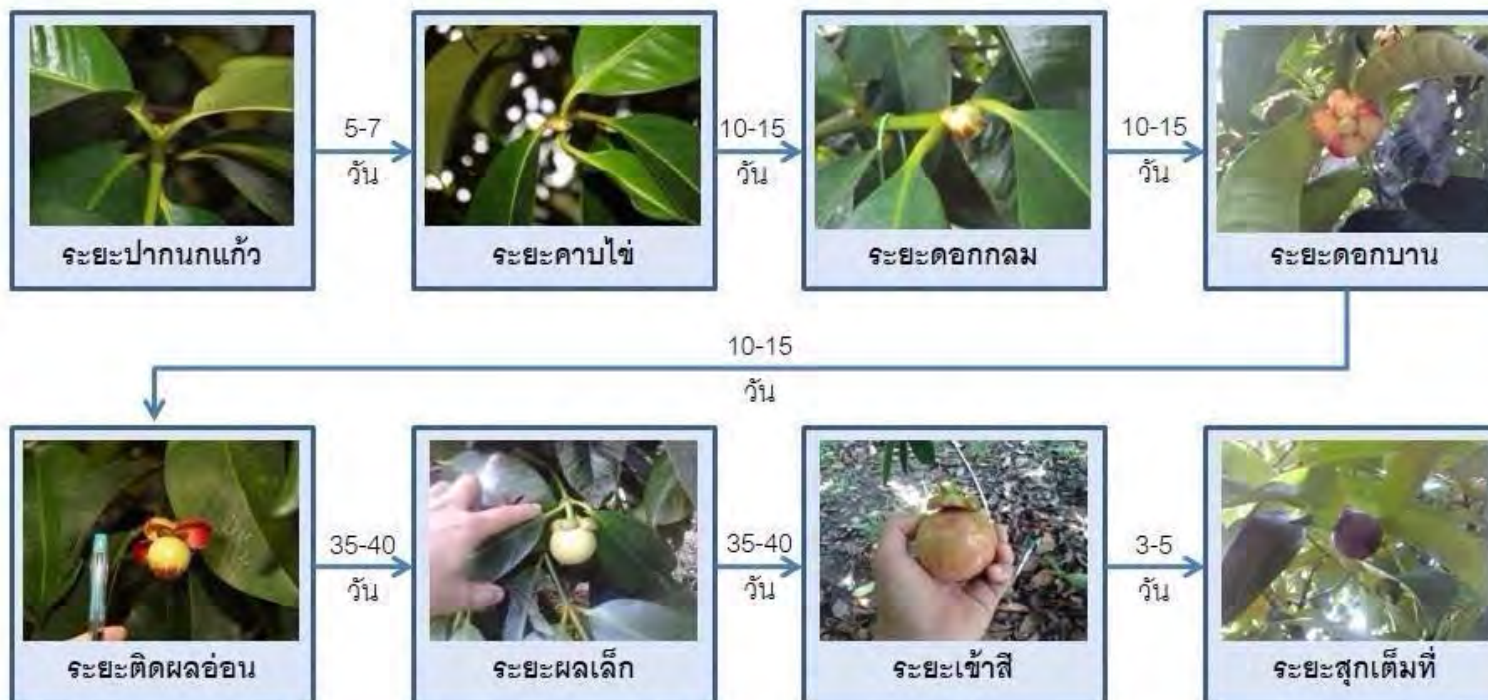 5-7
วัน
10-15
วัน
10-15
วัน
ระยะปากนกแก้ว
ระยะคาบไข่
ระยะดอกกลม
ระยะดอกบาน
10-15
วัน
35-40
วัน
35-40
วัน
3-5
วัน
ระยะติดผลอ่อน
ระยะผลเล็ก
ระยะเข้าสี
ระยะสุกเต็มที่